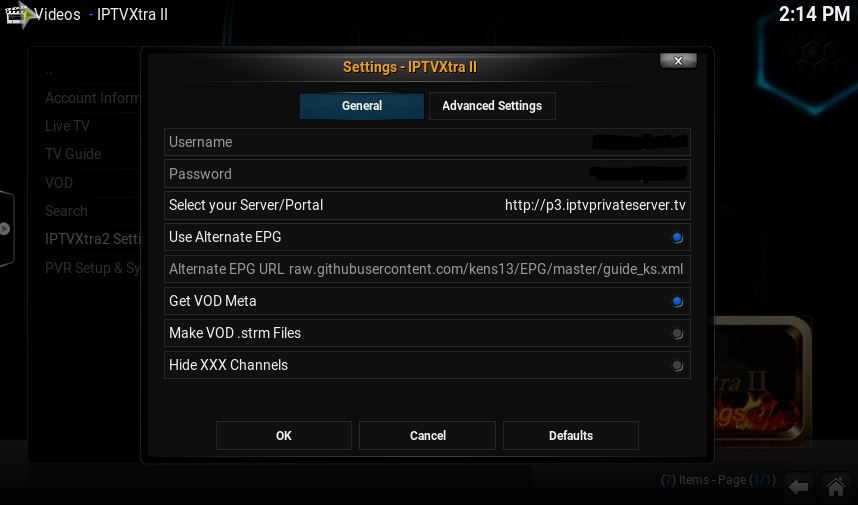 Videos - IPTVXtra II
2:14 PM
Settings - IPTVXtra II
x
General
Advanced Settings
..
Account Inform
Live TV
TV Guide
VOD
Search
IPTVXtra2 Setti
PVR Setup & Sy
Username
Password
Select your Server/Portal http://p3.iptvprivateserver.tv
Use Alternate EPG
Alternate EPG URL raw.githubusercontent.com/kens13/EPG/master/guide_ks.xml
Get VOD Meta
Make VOD .strm Files
Hide XXX Channels
tra II
OK
Cancel
Defaults
(7) Items - Page (1/1)